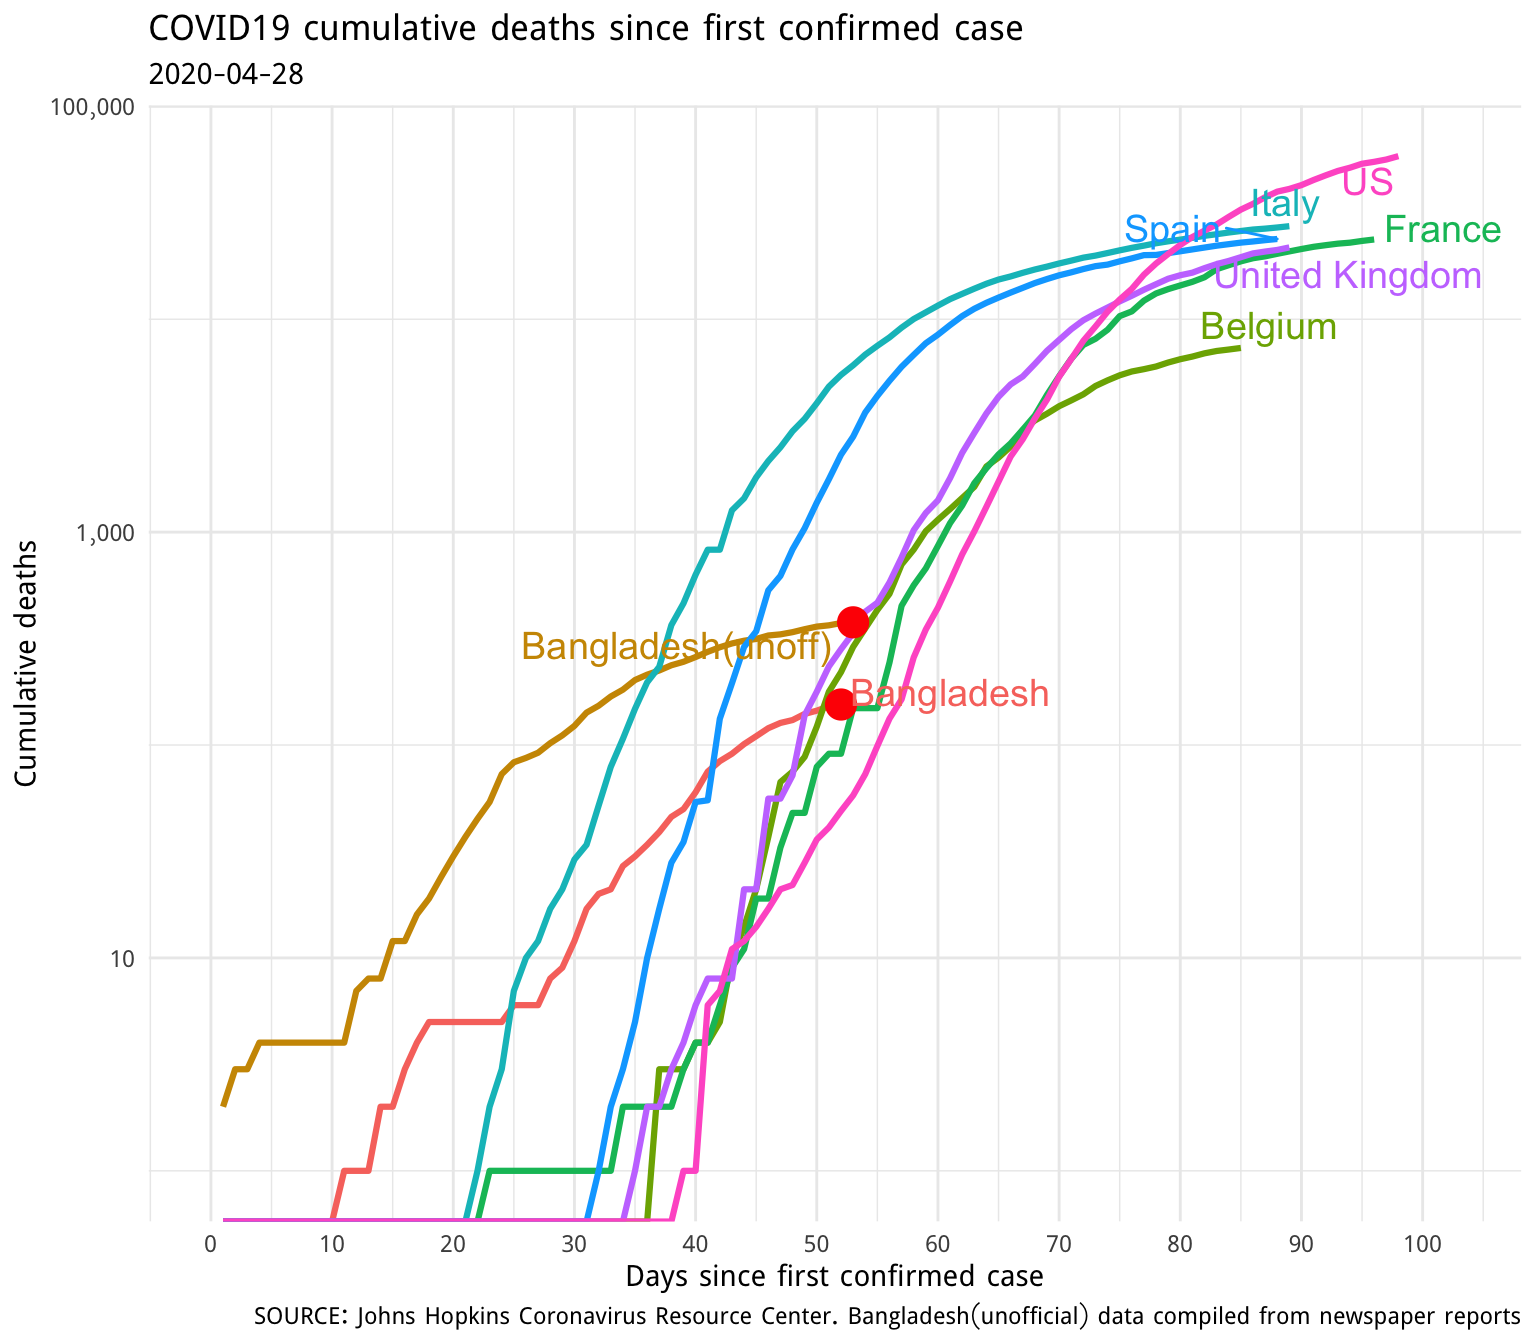 COVID19 cumulative deaths since first confirmed case
2020-04-28
100,000
1,000
10
Cumulative deaths
US
Italy
Spain
France
United Kingdom
Belgium
Bangladesh(unoff)
Bangladesh
0 10 20 30 40 50 60 70 80 90 100
Days since first confirmed case
SOURCE: Johns Hopkins Coronavirus Resource Center. Bangladesh(unofficial) data compiled from newspaper reports